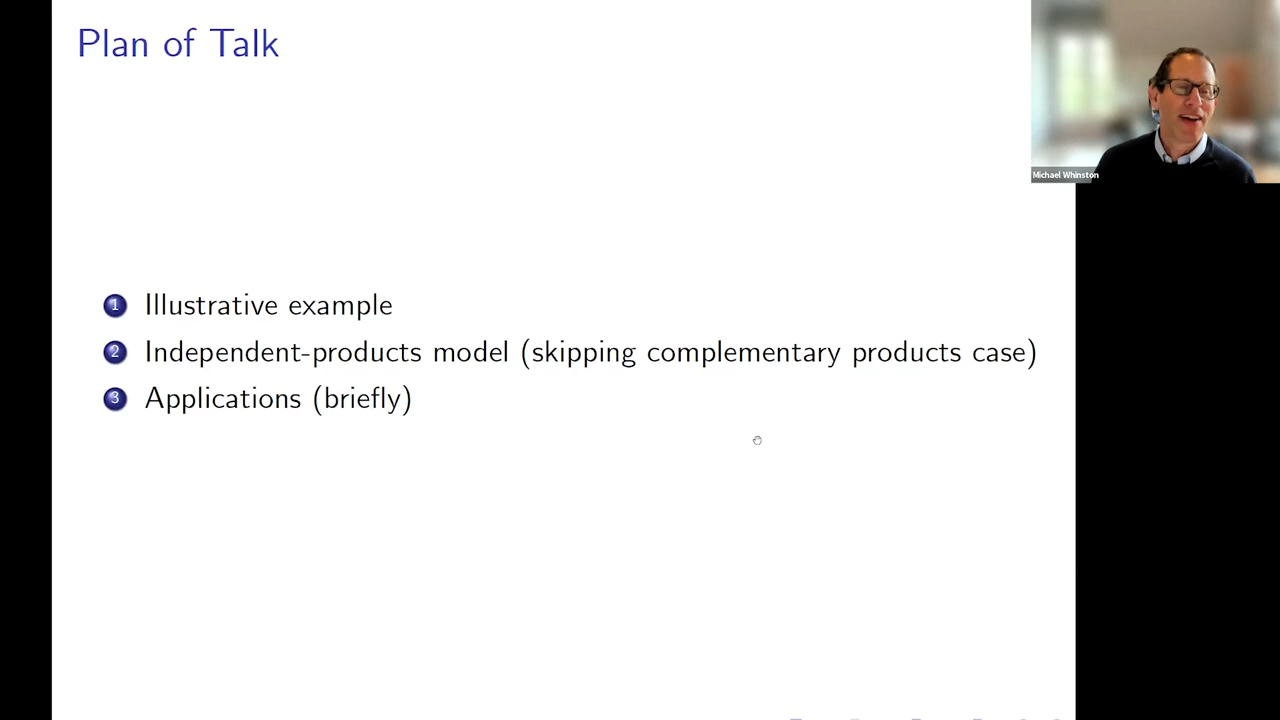 Plan of Talk
Michael Whinston
1 Illustrative example
2 Independent-products model (skipping complementary products case)
3 Applications (briefly)